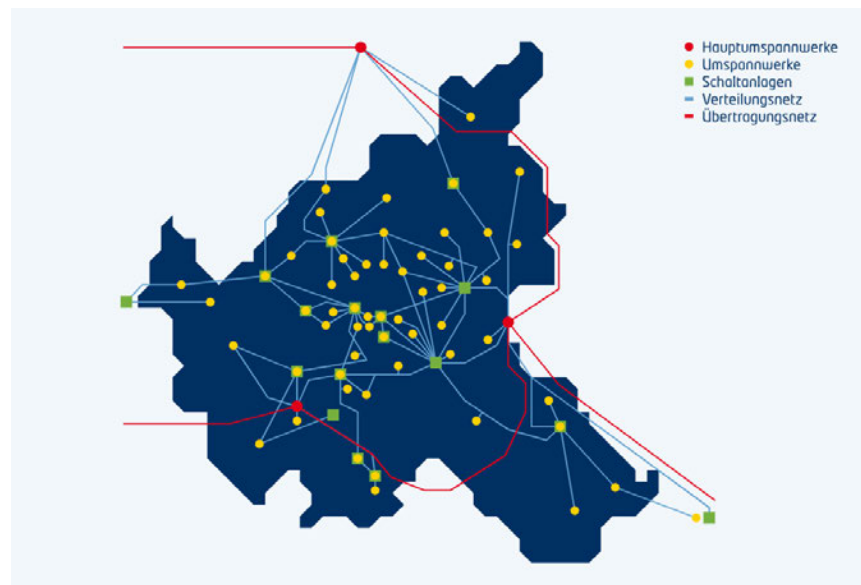 Hauptumspannwerke
Umspannwerke
Schaltanlagen
Verteilungsnetz
Übertragungsnetz